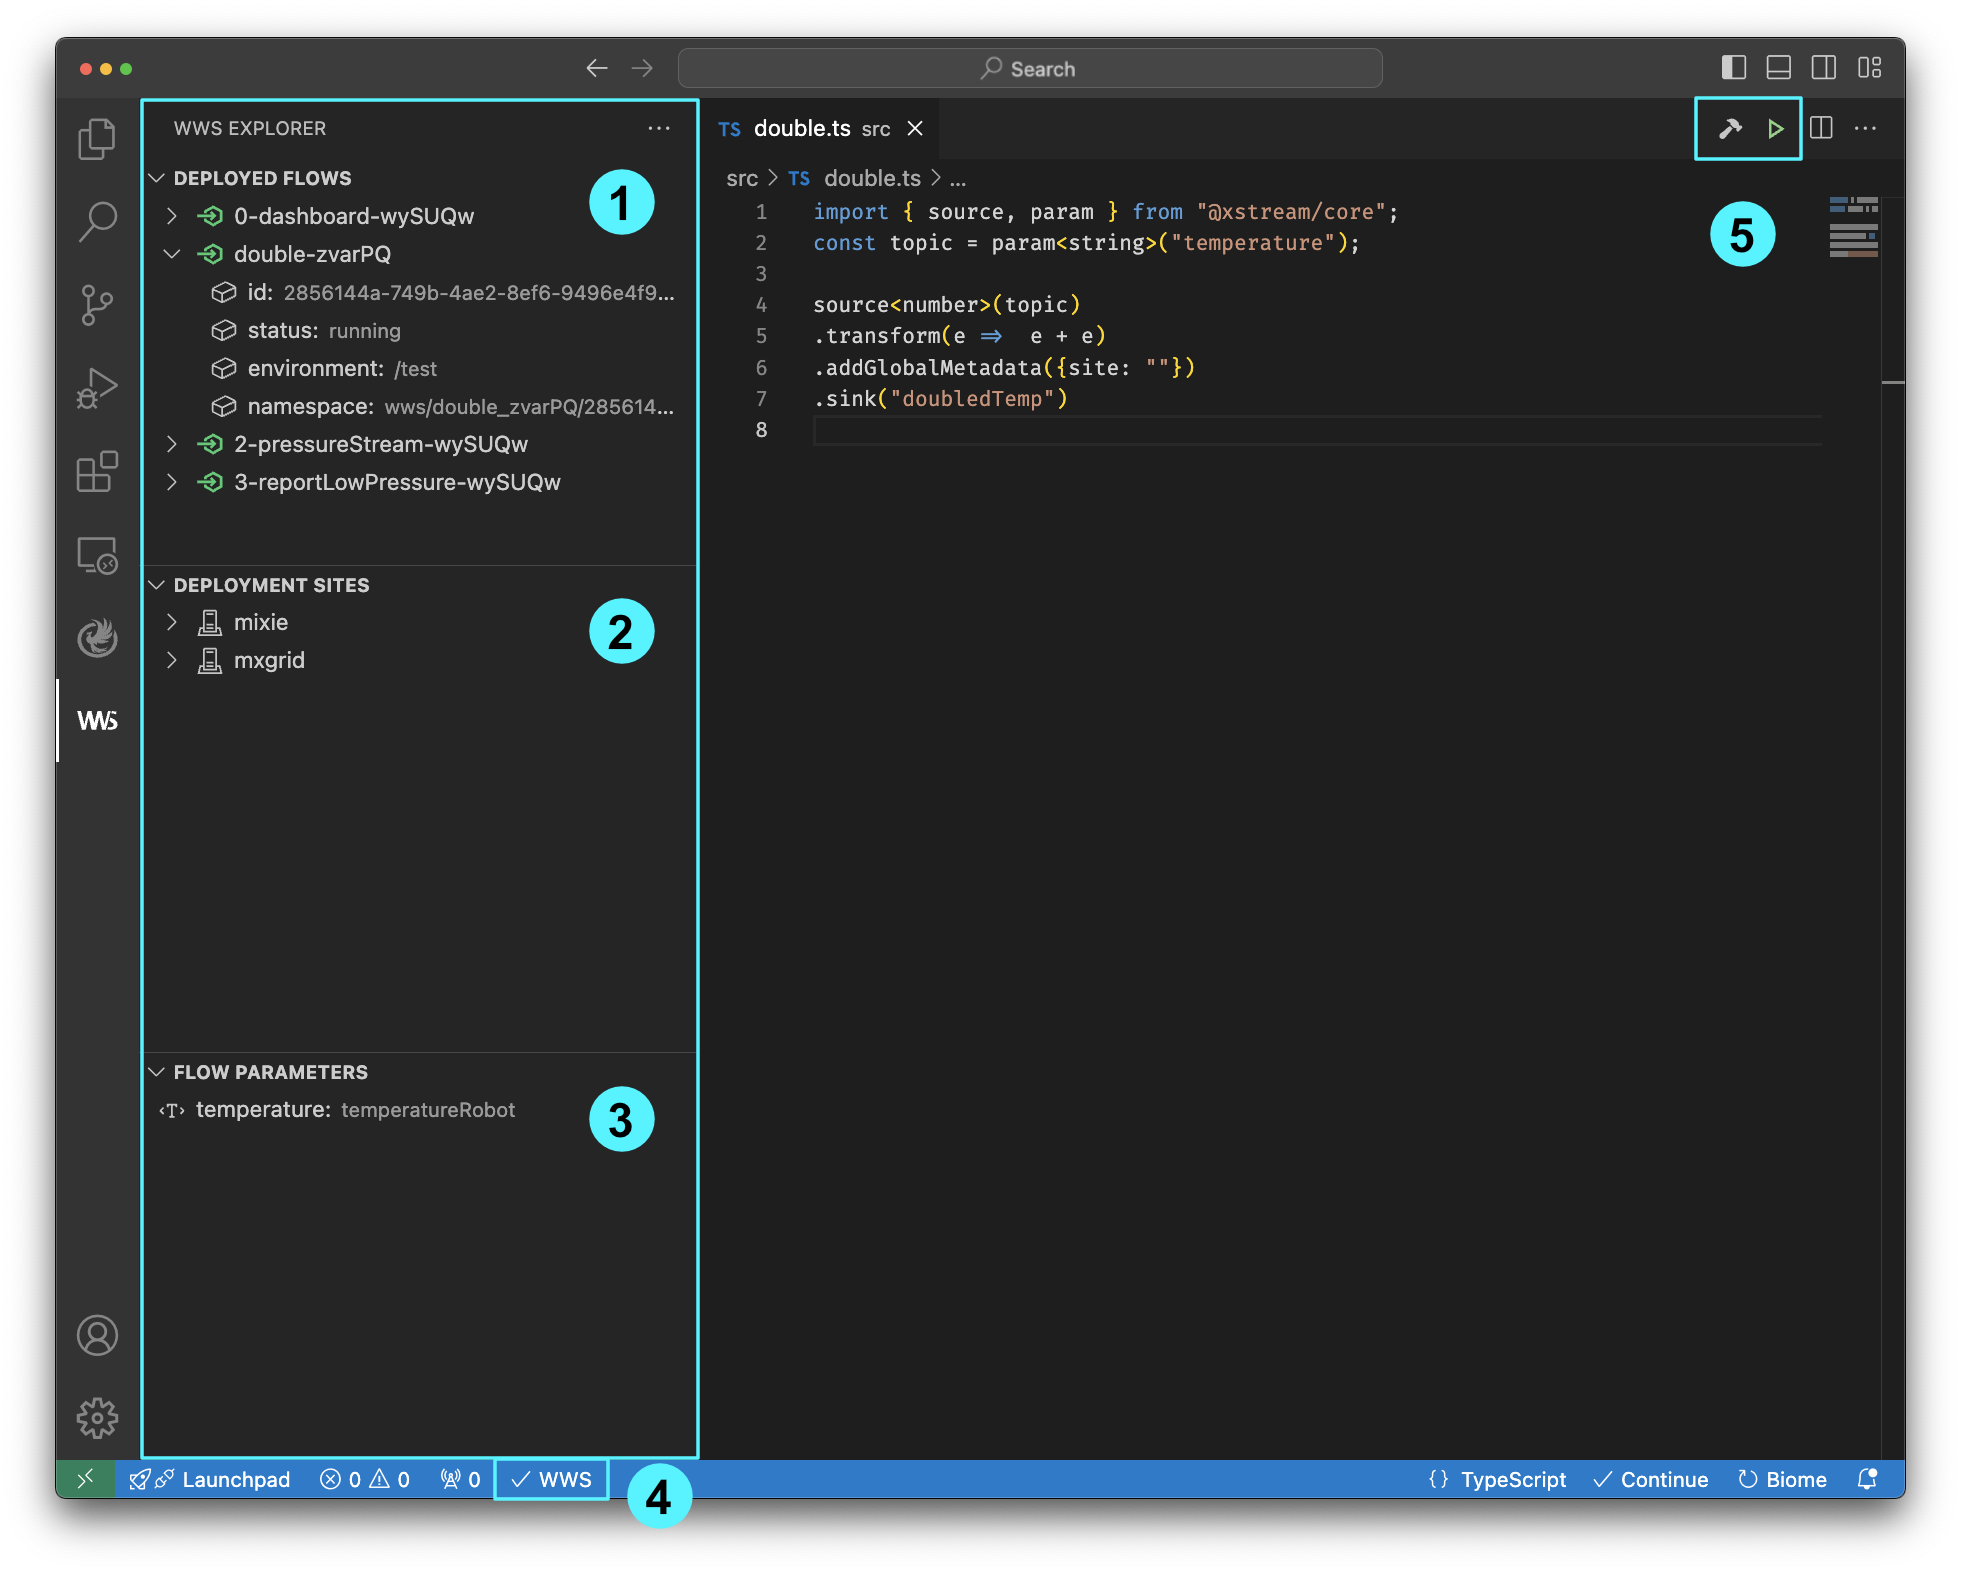 Search
WWS EXPLORER
DEPLOYED FLOWS
0-dashboard-wySUQw
double-zvarPQ
id: 2856144a-749b-4ae2-8ef6-9496e4f9...
status: running
environment: /test
namespace: wws/double_zvarPQ/285614...
2-pressureStream-wySUQw
3-reportLowPressure-wySUQw
1
DEPLOYMENT SITES
mixie
mxgrid
2
FLOW PARAMETERS
<T> temperature: temperatureRobot
3
WWS
TS double.ts src
src > TS double.ts > ...
1 import { source, param } from "@xstream/core";
2 const topic = param<string>("temperature");
3
4 source<number>(topic)
5 .transform(e => e + e)
6 .addGlobalMetadata({site: ""})
7 .sink("doubledTemp")
8
5
Launchpad 0 0 0 WWS
4
{} TypeScript Continue Biome